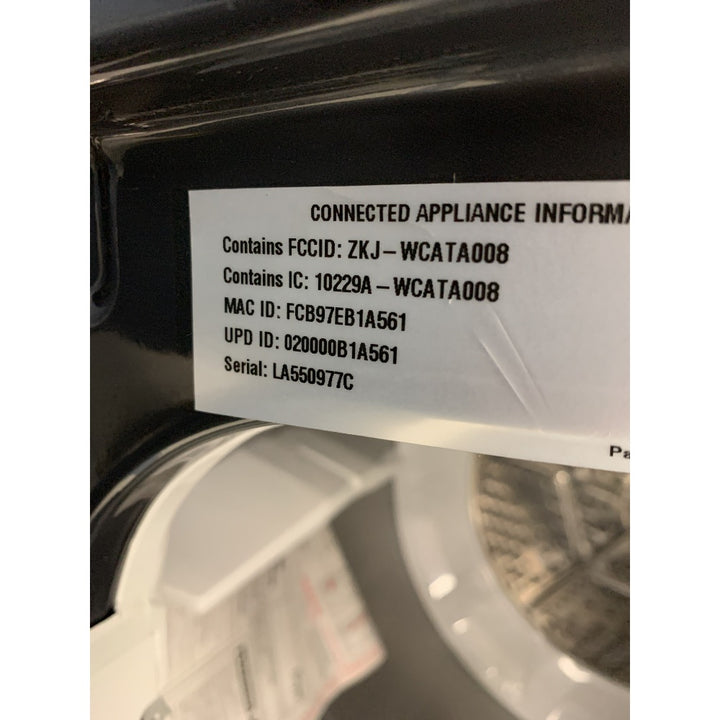 CONNECTED APPLIANCE INFORMA
Contains FCCID: ZKJ–WCATA008
Contains IC: 10229A–WCATA008
MAC ID: FCB97EB1A561
UPD ID: 020000B1A561
Serial: LA550977C
Pa